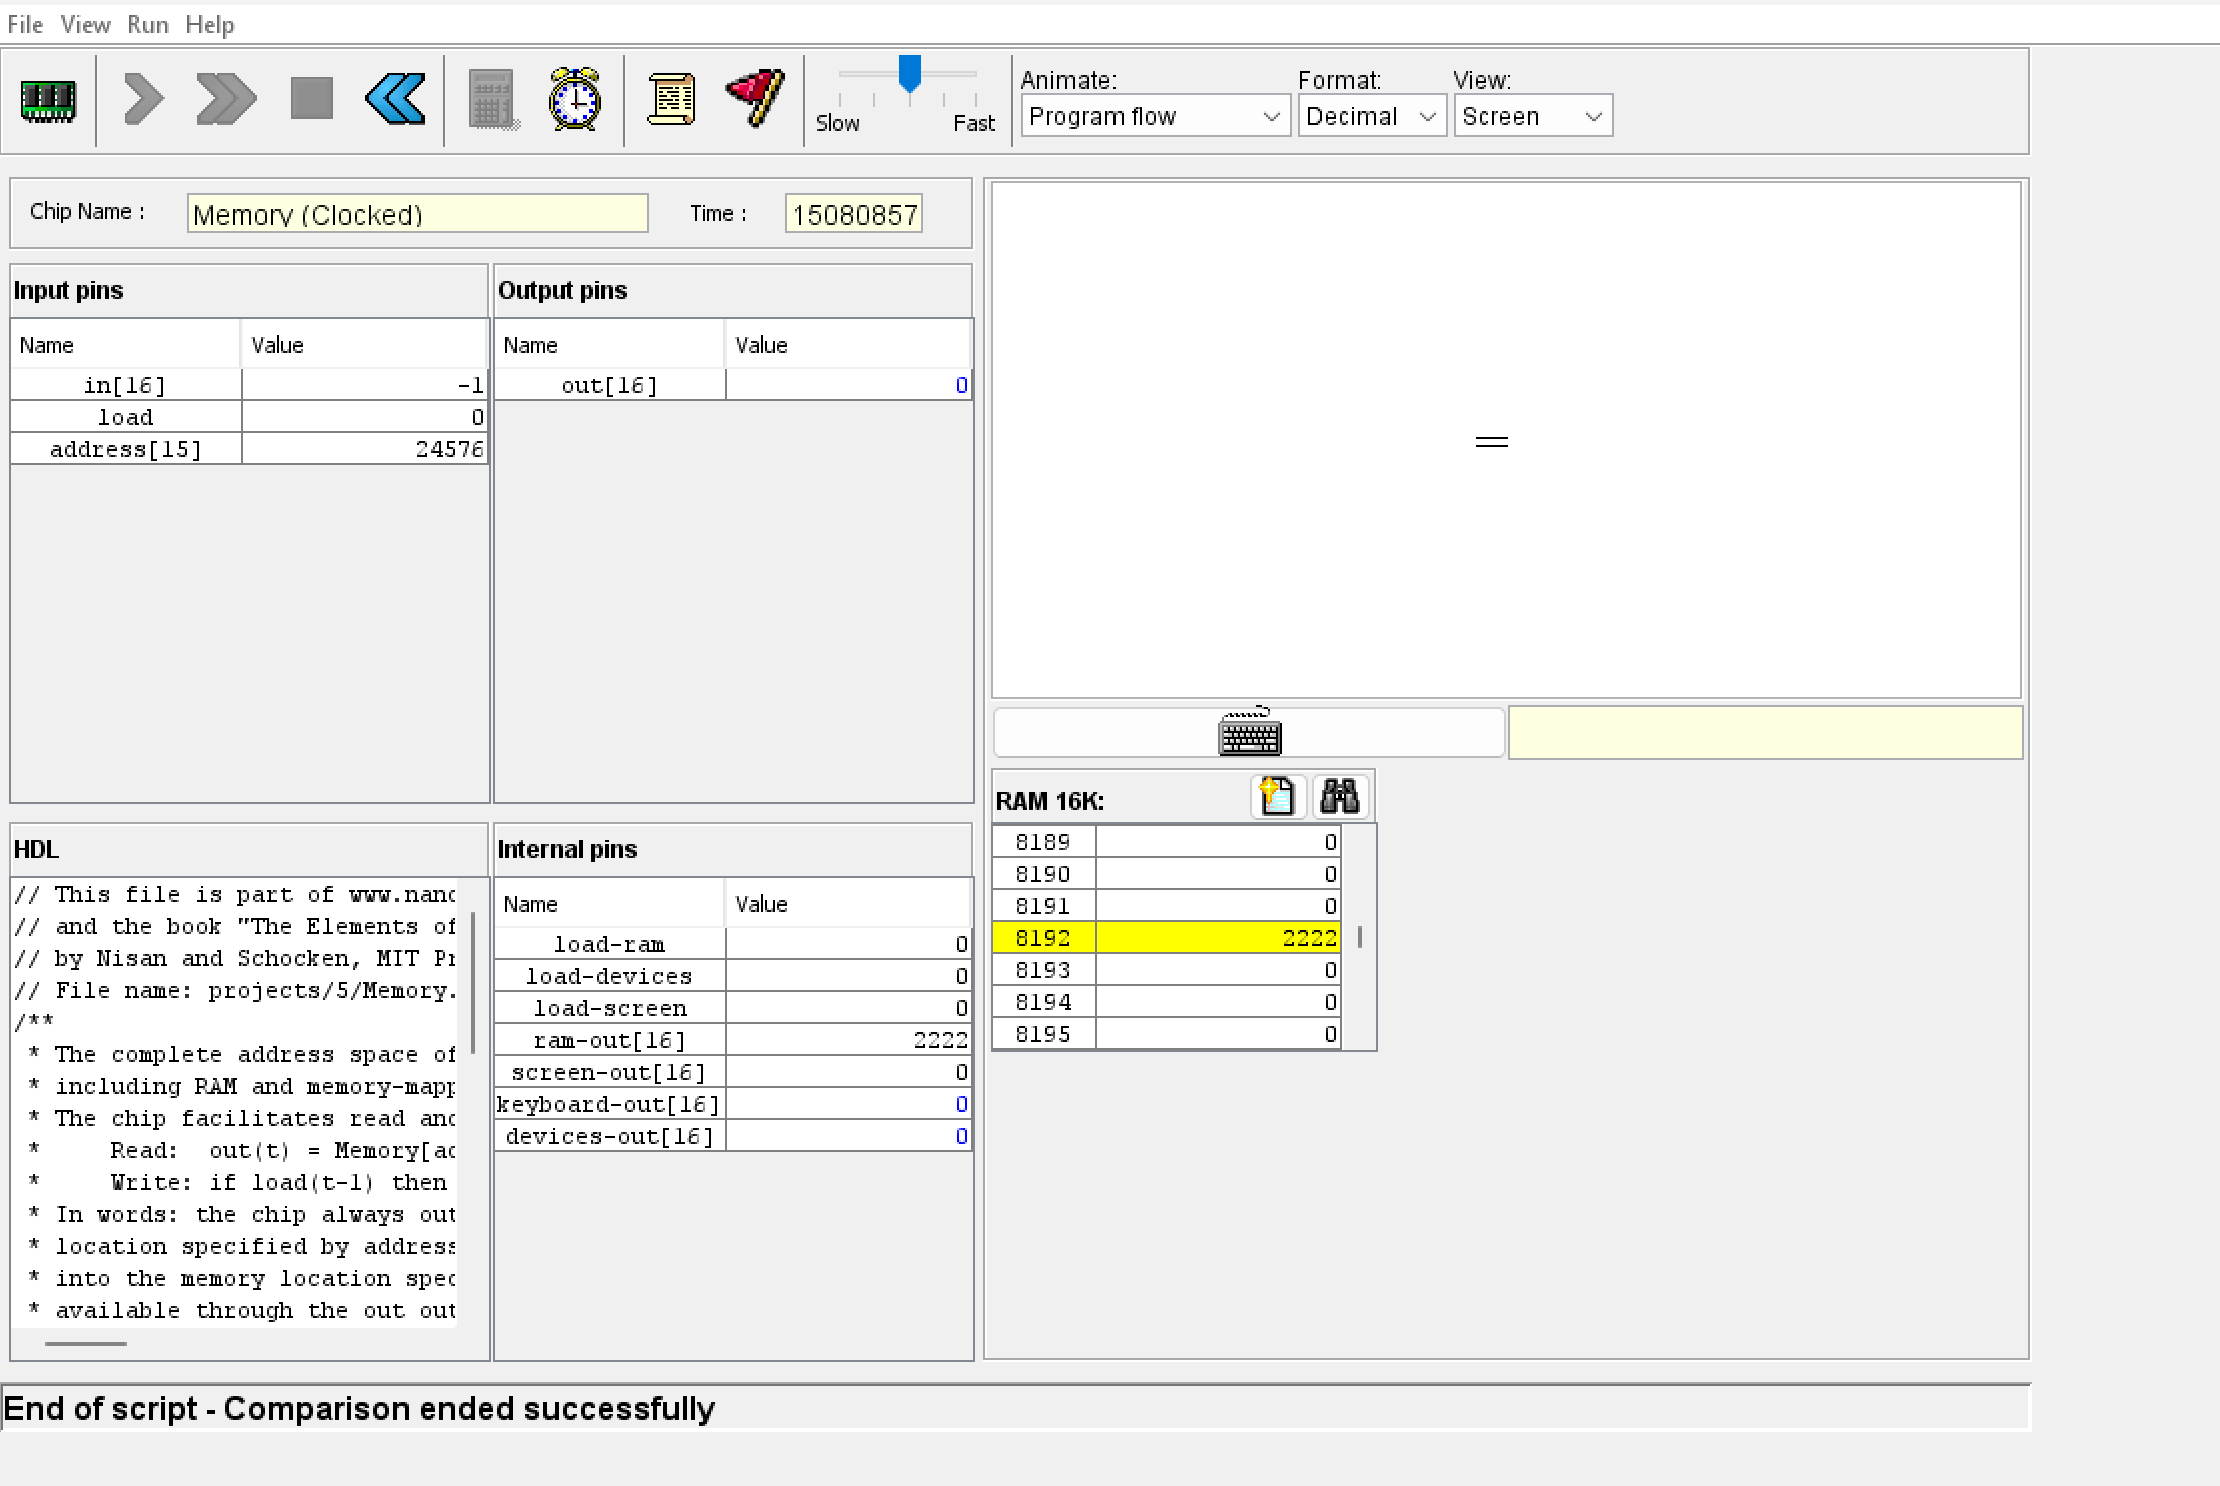 File View Run Help
Animate: Format: View:
Slow Fast Program flow Decimal Screen
Chip Name : Memory (Clocked) Time : 15080857
Input pins
Name Value
in[16] -1
load 0
address[15] 24576
Output pins
Name Value
out[16] 0
HDL
// This file is part of www.nanc
// and the book "The Elements of
// by Nisan and Schocken, MIT Pr
// File name: projects/5/Memory.
/**
* The complete address space of
* including RAM and memory-mapp
* The chip facilitates read and
* Read: out(t) = Memory[ad
* Write: if load(t-1) then
* In words: the chip always out
* location specified by address
* into the memory location spec
* available through the out out
Internal pins
Name Value
load-ram 0
load-devices 0
load-screen 0
ram-out[16] 2222
screen-out[16] 0
keyboard-out[16] 0
devices-out[16] 0
RAM 16K:
8189 0
8190 0
8191 0
8192 2222
8193 0
8194 0
8195 0
End of script - Comparison ended successfully